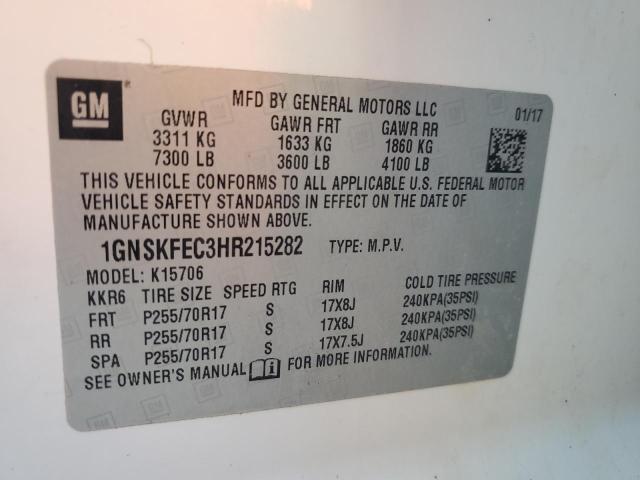 GM
MFD BY GENERAL MOTORS LLC
01/17
GVWR GAWR FRT GAWR RR
3311 KG 1633 KG 1860 KG
7300 LB 3600 LB 4100 LB
THIS VEHICLE CONFORMS TO ALL APPLICABLE U.S. FEDERAL MOTOR
VEHICLE SAFETY STANDARDS IN EFFECT ON THE DATE OF
MANUFACTURE SHOWN ABOVE.
1GNSKFEC3HR215282 TYPE: M.P.V.
MODEL: K15706
KKR6 TIRE SIZE SPEED RTG RIM COLD TIRE PRESSURE
FRT P255/70R17 S 17X8J 240KPA(35PSI)
RR P255/70R17 S 17X8J 240KPA(35PSI)
SPA P255/70R17 S 17X7.5J 240KPA(35PSI)
SEE OWNER'S MANUAL FOR MORE INFORMATION.